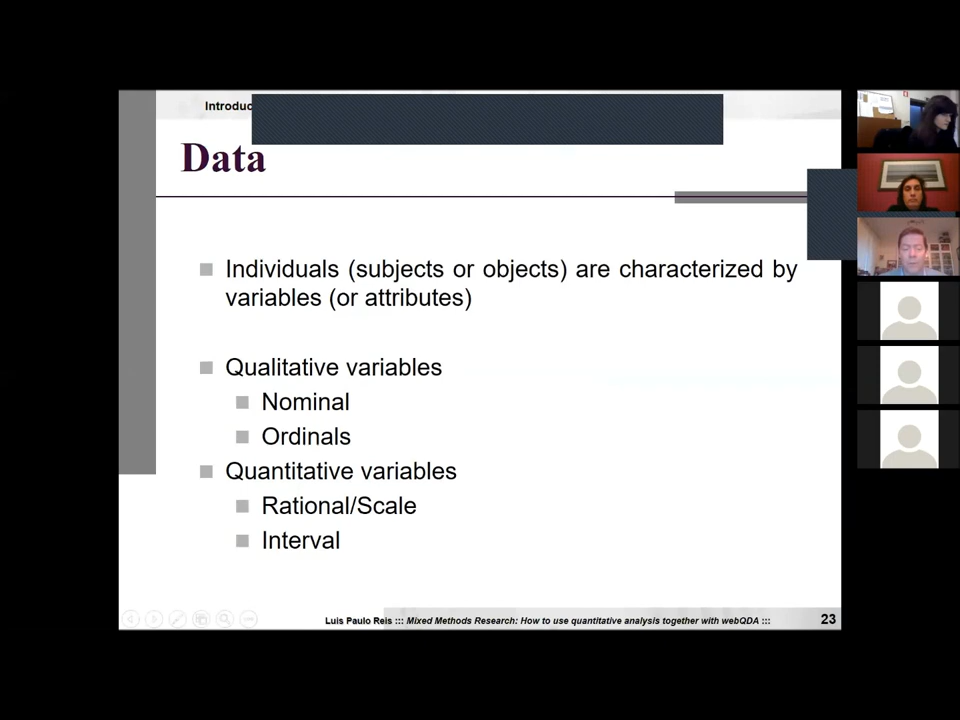 Introduc
Data
Individuals (subjects or objects) are characterized by
variables (or attributes)
Qualitative variables
Nominal
Ordinals
Quantitative variables
Rational/Scale
Interval
Luis Paulo Reis ::: Mixed Methods Research: How to use quantitative analysis together with webQDA ::: 23